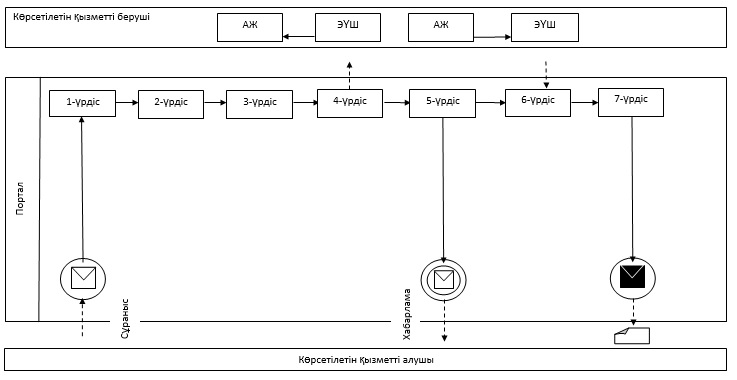 Көрсетілетін қызметті беруші
АЖ
ЭҮШ
АЖ
ЭҮШ
Портал
1-үрдіс
2-үрдіс
3-үрдіс
4-үрдіс
5-үрдіс
6-үрдіс
7-үрдіс
Сұраныс
Хабарлама
Көрсетілетін қызметті алушы